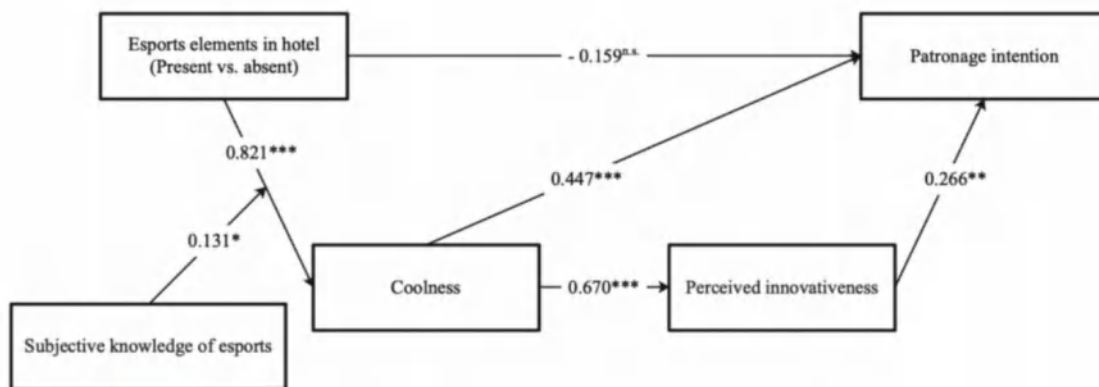 Esports elements in hotel
(Present vs. absent)
- 0.159n.s.
Patronage intention
0.821***
0.447***
0.266**
0.131*
Coolness
0.670***
Perceived innovativeness
Subjective knowledge of esports